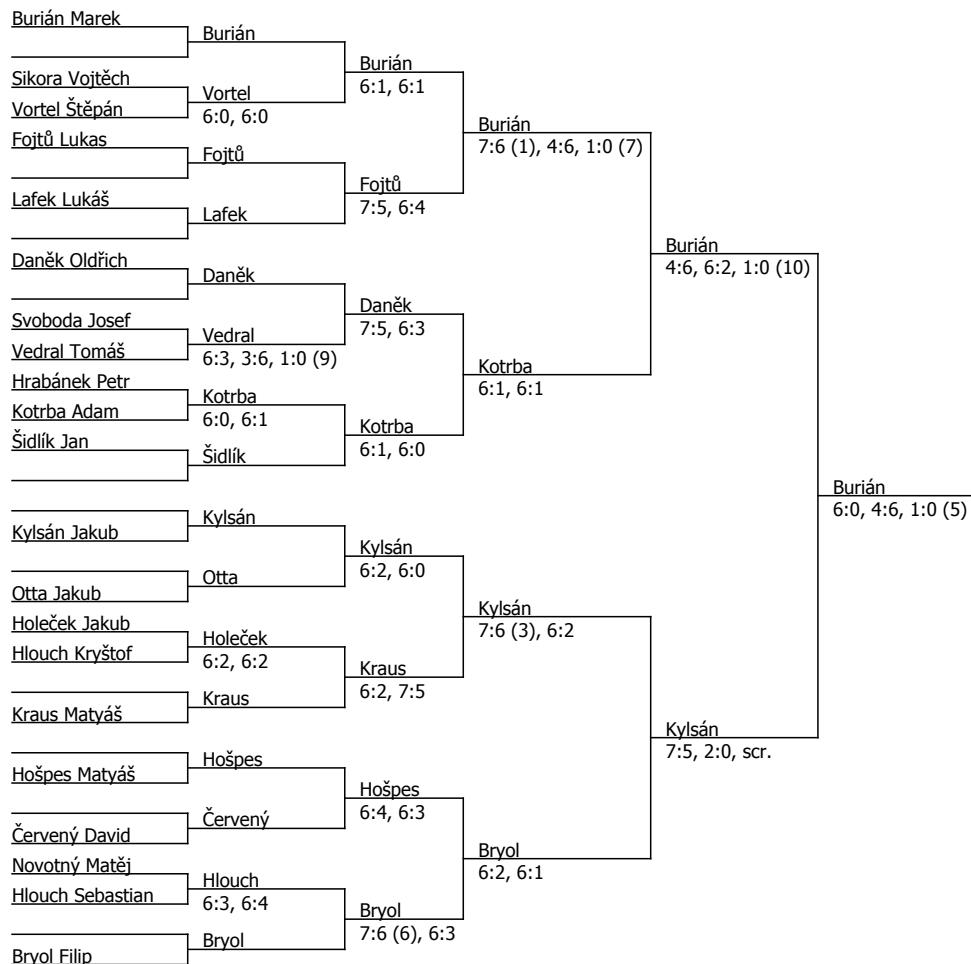 Burián Marek
Sikora Vojtěch
Vortel Štěpán
Fojtů Lukas
Lafek Lukáš
Daněk Oldřich
Svoboda Josef
Vedral Tomáš
Hrabánek Petr
Kotrba Adam
Šidlík Jan
Kylsán Jakub
Otta Jakub
Holeček Jakub
Hlouch Kryštof
Kraus Matyáš
Hošpes Matyáš
Červený David
Novotný Matěj
Hlouch Sebastian
Bryol Filip
Burián
Vortel
6:0, 6:0
Fojtů
Lafek
Daněk
Vedral
6:3, 3:6, 1:0 (9)
Kotrba
6:0, 6:1
Šidlík
Kylsán
Otta
Holeček
6:2, 6:2
Kraus
Hošpes
Červený
Hlouch
6:3, 6:4
Bryol
Burián
6:1, 6:1
Fojtů
7:5, 6:4
Daněk
7:5, 6:3
Kotrba
6:1, 6:0
Kylsán
6:2, 6:0
Kraus
6:2, 7:5
Hošpes
6:4, 6:3
Bryol
7:6 (6), 6:3
Burián
7:6 (1), 4:6, 1:0 (7)
Kotrba
6:1, 6:1
Kylsán
7:6 (3), 6:2
Bryol
6:2, 6:1
Burián
4:6, 6:2, 1:0 (10)
Kylsán
7:5, 2:0, scr.
Burián
6:0, 4:6, 1:0 (5)